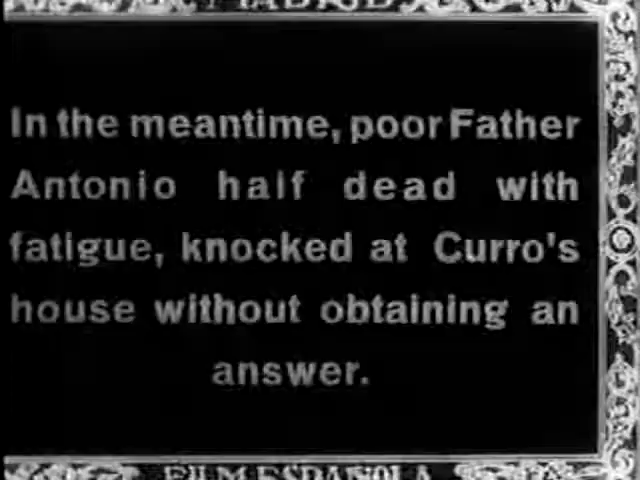 MADRID
In the meantime, poor Father
Antonio half dead with
fatigue, knocked at Curro's
house without obtaining an
answer.
FILM ESPAÑOLA